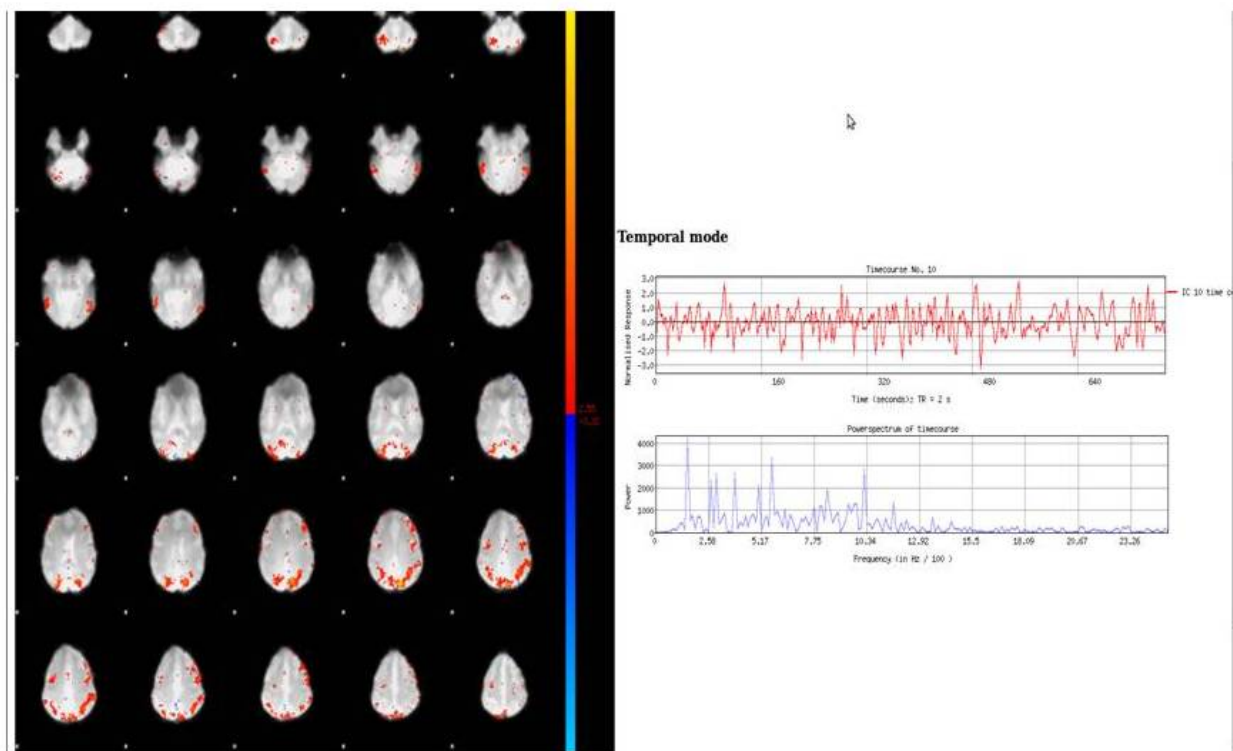 Temporal mode
Timecourse No. 10
3.0
2.0
1.0
0.0
-1.0
-2.0
-3.0
Normalised Response
IC 10 time c
0 160 320 480 640
Time (seconds); TR = 2 s
Powerspectrum of timecourse
4000
3000
2000
1000
0
Power
0 2.58 5.17 7.75 10.34 12.92 15.5 18.09 20.67 23.26
Frequency (in Hz / 100 )